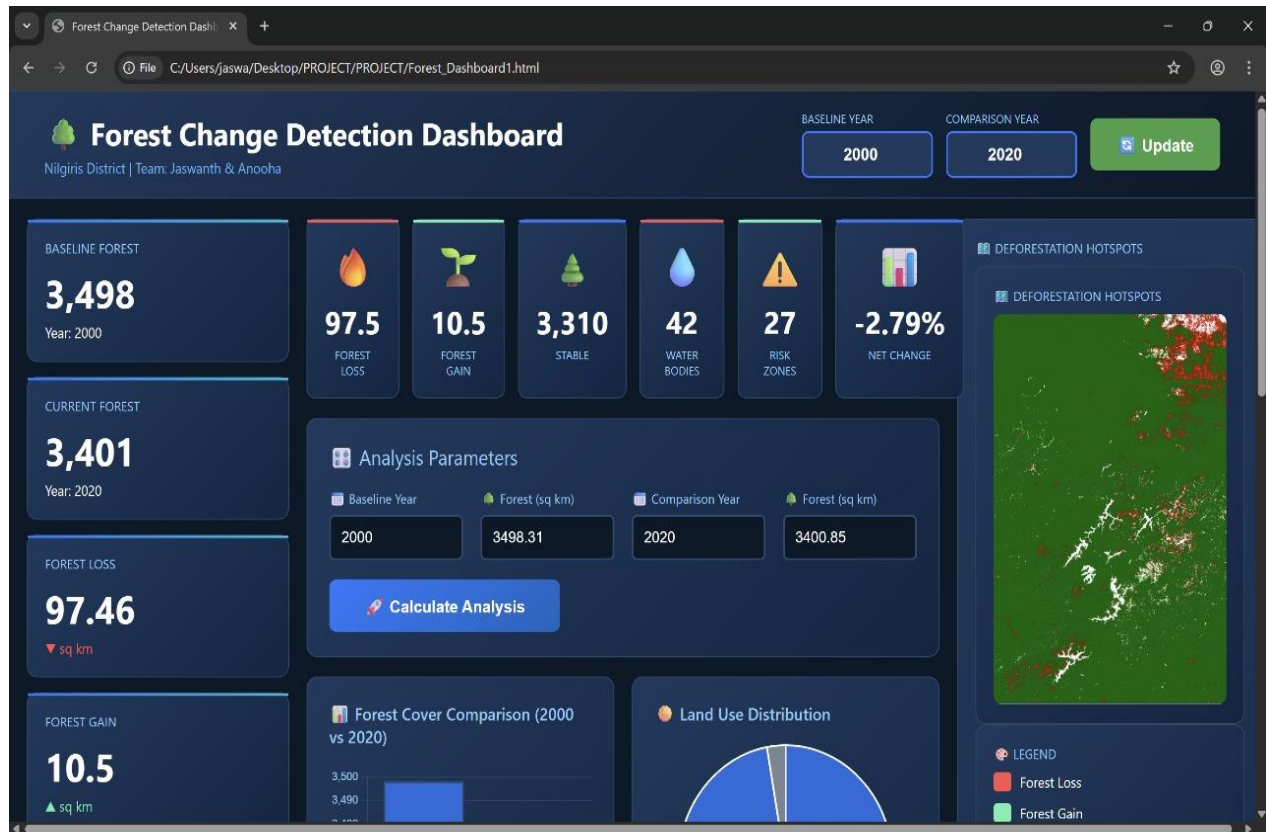 Forest Change Detection Dashb
File
C:/Users/jaswa/Desktop/PROJECT/PROJECT/Forest_Dashboard1.html
Forest Change Detection Dashboard
Nilgiris District | Team: Jaswanth & Anooha
BASELINE YEAR
2000
COMPARISON YEAR
2020
Update
BASELINE FOREST
3,498
Year: 2000
CURRENT FOREST
3,401
Year: 2020
FOREST LOSS
97.46
▼ sq km
FOREST GAIN
10.5
▲ sq km
97.5
FOREST
LOSS
10.5
FOREST
GAIN
3,310
STABLE
42
WATER
BODIES
27
RISK
ZONES
-2.79%
NET CHANGE
Analysis Parameters
Baseline Year
2000
Forest (sq km)
3498.31
Comparison Year
2020
Forest (sq km)
3400.85
Calculate Analysis
Forest Cover Comparison (2000
vs 2020)
3,500
3,490
Land Use Distribution
DEFORESTATION HOTSPOTS
DEFORESTATION HOTSPOTS
LEGEND
Forest Loss
Forest Gain